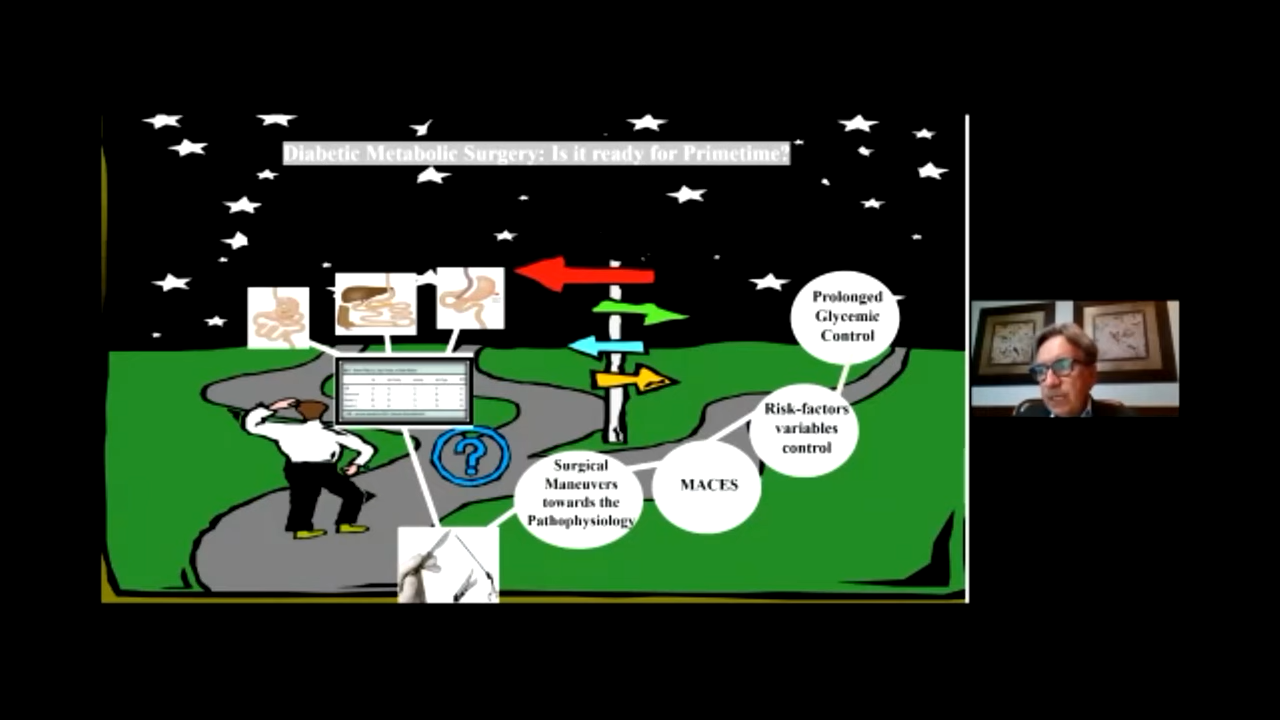 Diabetic Metabolic Surgery: Is it ready for Primetime?
Prolonged
Glycemic
Control
Risk-factors
variables
control
?
Surgical
Maneuvers
towards the
Pathophysiology
MACES